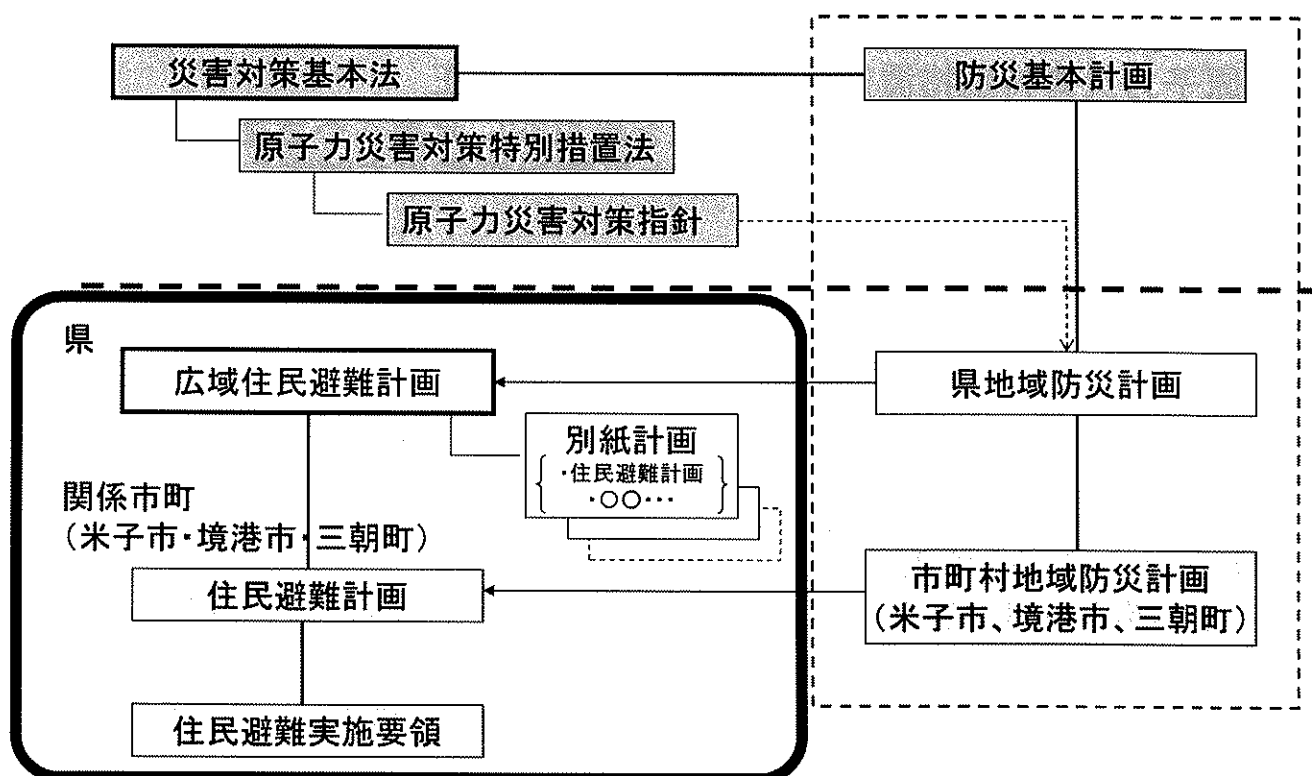 災害対策基本法
防災基本計画
原子力災害対策特別措置法
原子力災害対策指針
県
広域住民避難計画
県地域防災計画
別紙計画
・住民避難計画
・○○・・・
関係市町
(米子市・境港市・三朝町)
住民避難計画
市町村地域防災計画
(米子市、境港市、三朝町)
住民避難実施要領